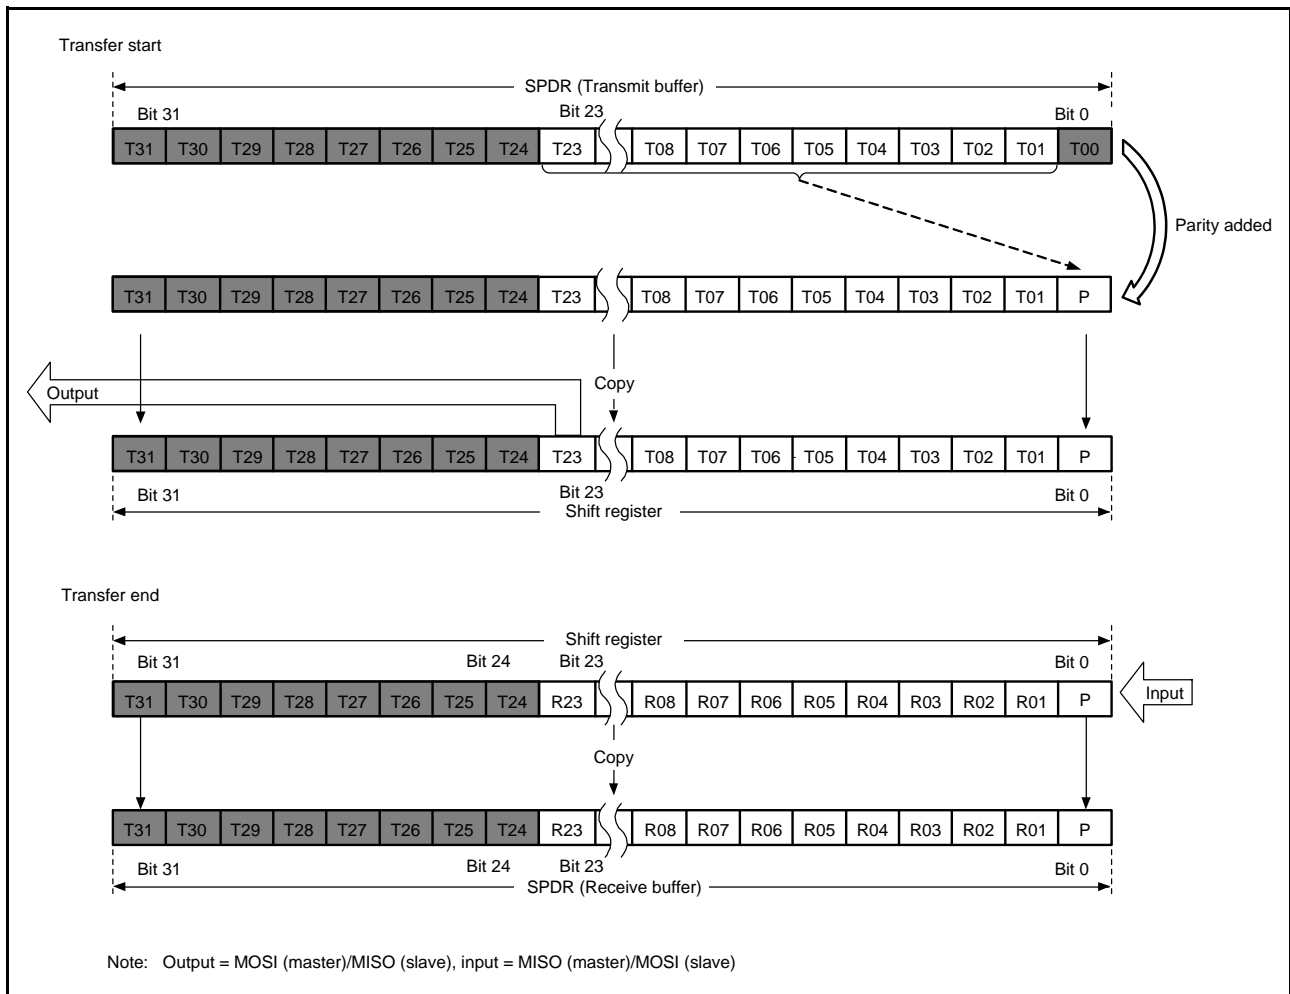 Transfer start
SPDR (Transmit buffer)
Bit 31 Bit 23 Bit 0
T31 T30 T29 T28 T27 T26 T25 T24 T23 T08 T07 T06 T05 T04 T03 T02 T01 T00
Parity added
T31 T30 T29 T28 T27 T26 T25 T24 T23 T08 T07 T06 T05 T04 T03 T02 T01 P
Output
Copy
T31 T30 T29 T28 T27 T26 T25 T24 T23 T08 T07 T06 T05 T04 T03 T02 T01 P
Bit 31 Bit 23 Bit 0
Shift register
Transfer end
Shift register
Bit 31 Bit 24 Bit 23 Bit 0
T31 T30 T29 T28 T27 T26 T25 T24 R23 R08 R07 R06 R05 R04 R03 R02 R01 P
Input
Copy
T31 T30 T29 T28 T27 T26 T25 T24 R23 R08 R07 R06 R05 R04 R03 R02 R01 P
Bit 31 Bit 24 Bit 23 Bit 0
SPDR (Receive buffer)
Note: Output = MOSI (master)/MISO (slave), input = MISO (master)/MOSI (slave)